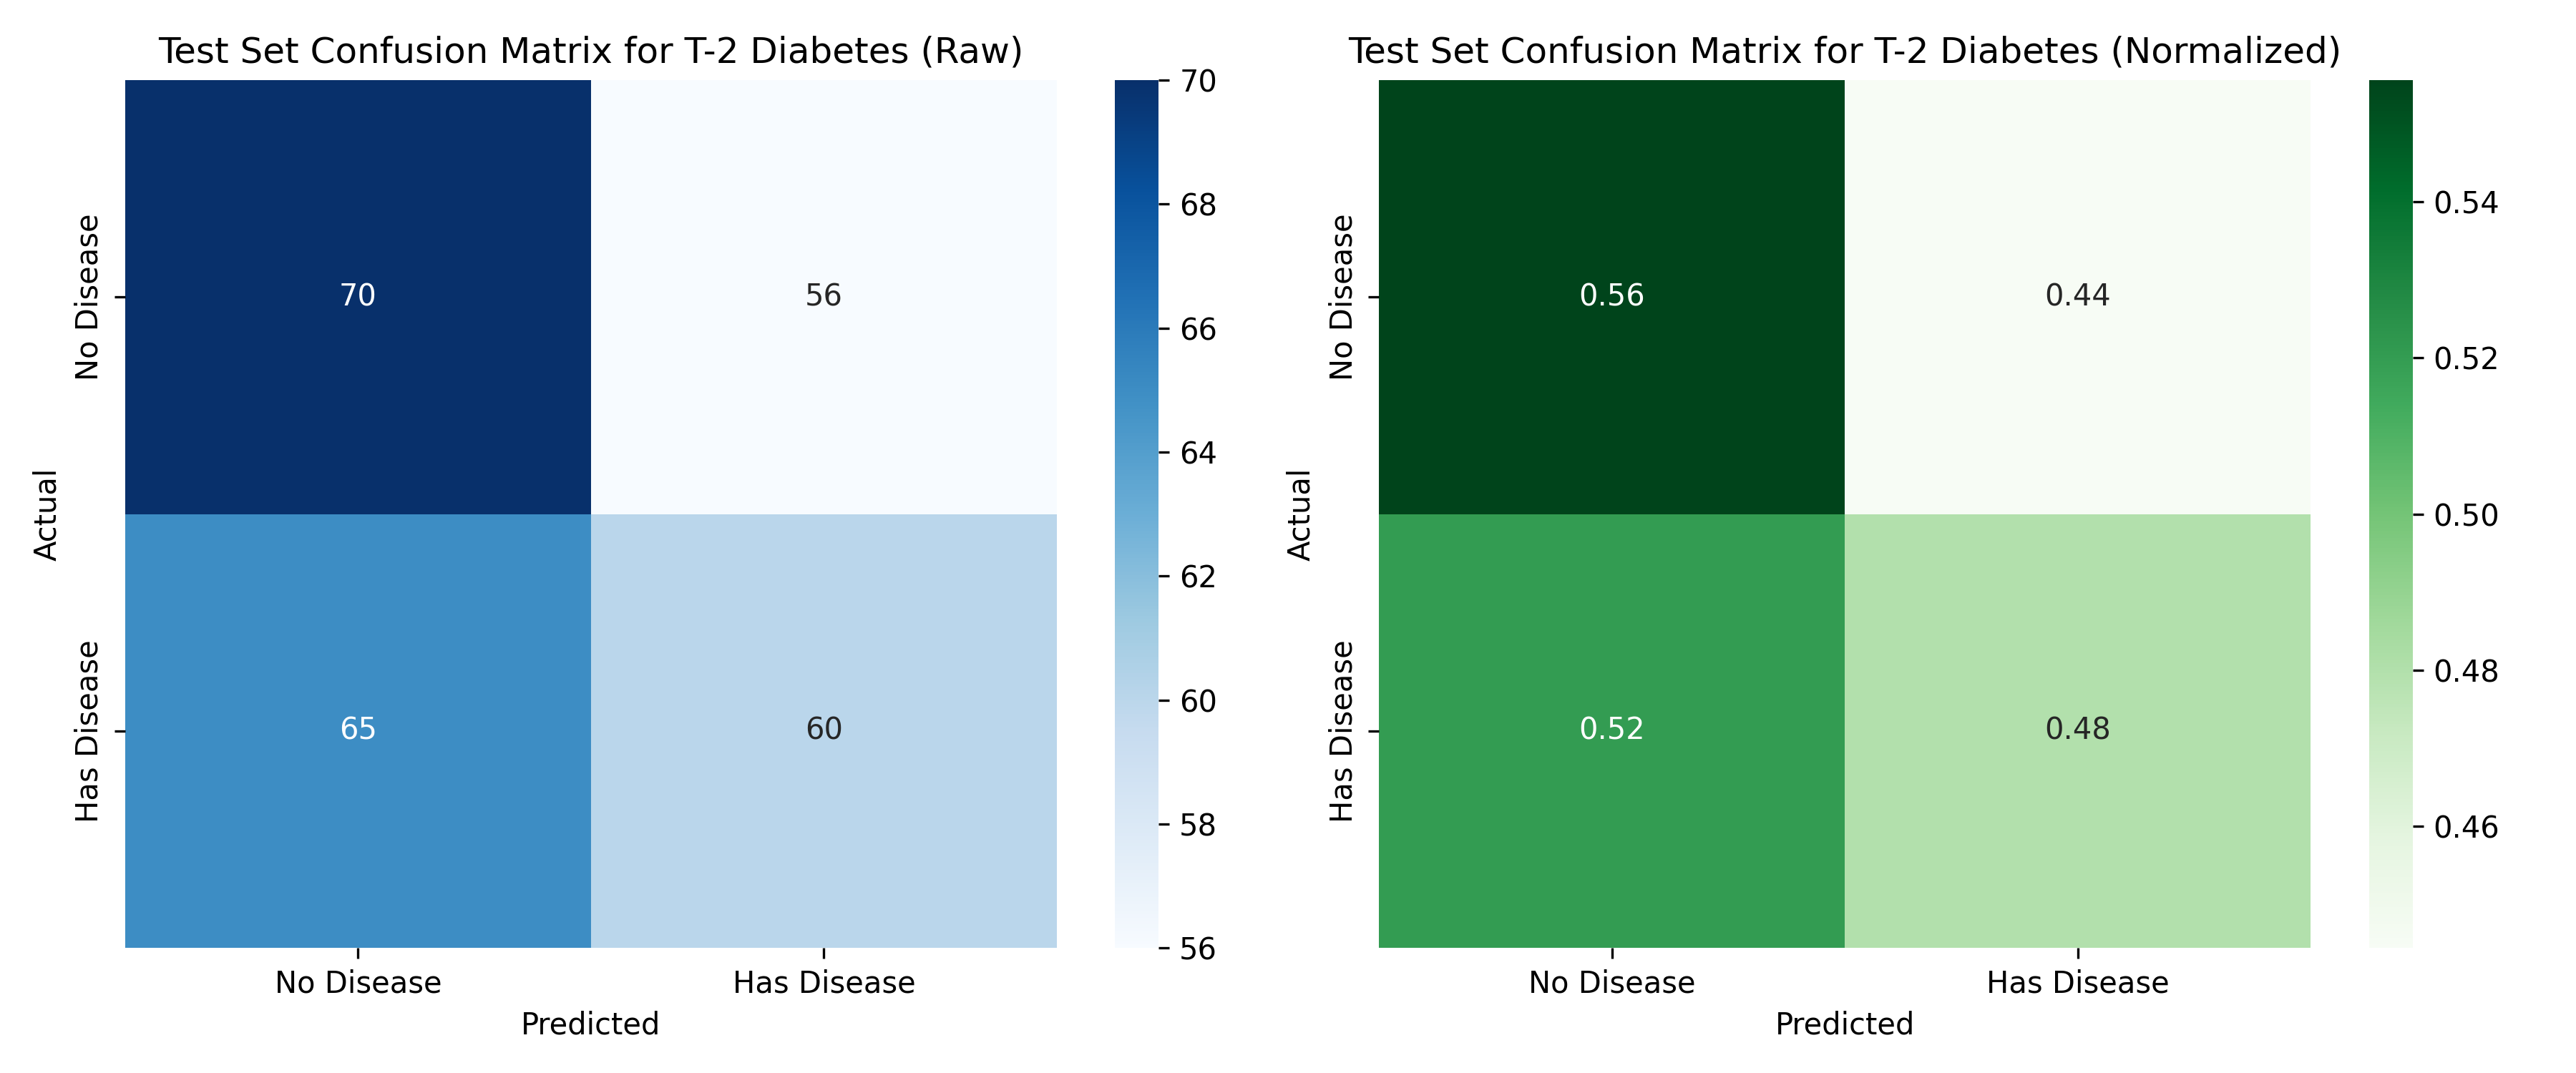 Test Set Confusion Matrix for T-2 Diabetes (Raw)
No Disease
Has Disease
Actual
70
56
65
60
No Disease
Has Disease
Predicted
70
68
66
64
62
60
58
56
Test Set Confusion Matrix for T-2 Diabetes (Normalized)
No Disease
Has Disease
Actual
0.56
0.44
0.52
0.48
No Disease
Has Disease
Predicted
0.54
0.52
0.50
0.48
0.46